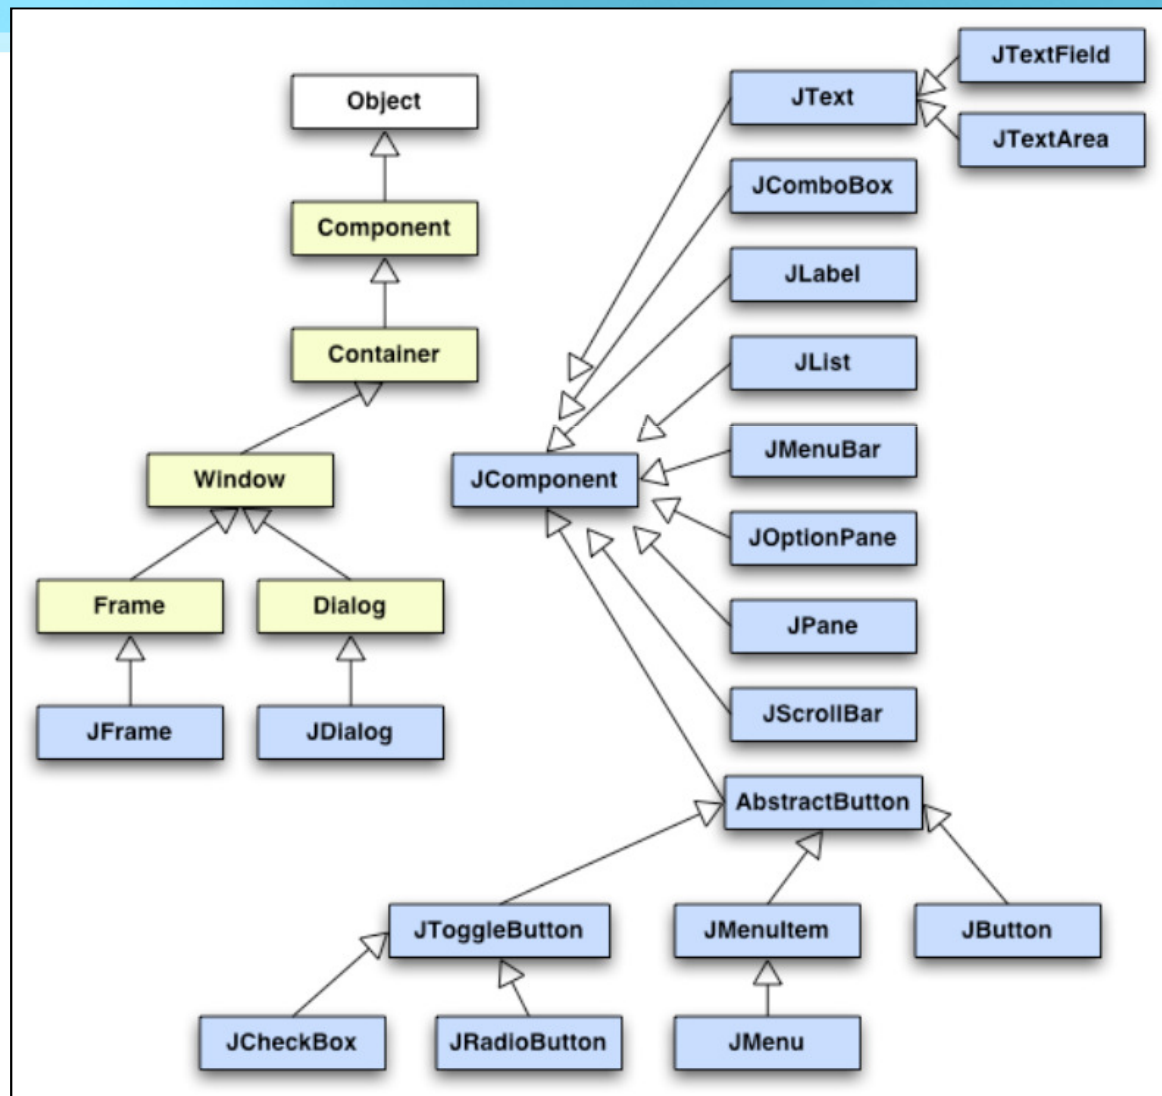 JTextField
Object
JText
JTextArea
JComboBox
Component
JLabel
Container
JList
JMenuBar
Window
JComponent
JOptionPane
Frame
Dialog
JPane
JFrame
JDialog
JScrollBar
AbstractButton
JToggleButton
JMenuItem
JButton
JCheckBox
JRadioButton
JMenu